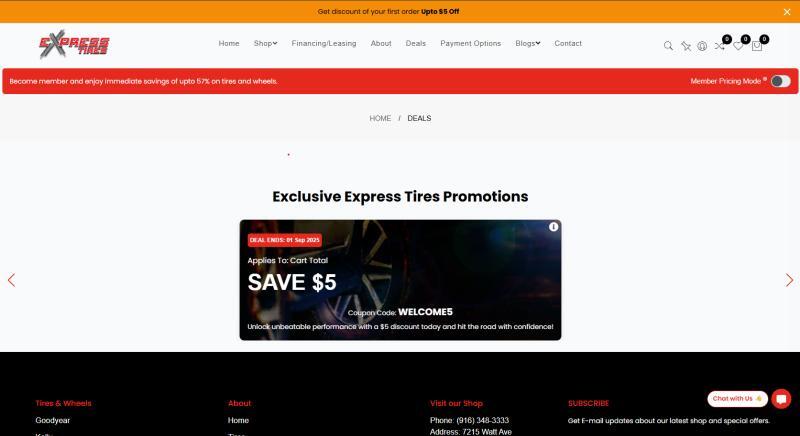 Get discount of your first order Upto $5 Off
EXPRESS
TIRES
Home Shop Financing/Leasing About Deals Payment Options Blogs Contact
0 0 0
Become member and enjoy immediate savings of upto 57% on tires and wheels.
Member Pricing Mode
HOME / DEALS
Exclusive Express Tires Promotions
DEAL ENDS: 01 Sep 2025
Applies To: Cart Total
SAVE $5
Coupon Code: WELCOME5
Unlock unbeatable performance with a $5 discount today and hit the road with confidence!
Tires & Wheels About Visit our Shop SUBSCRIBE
Chat with Us 👋
Goodyear Home Phone: (916) 348-3333 Get E-mail updates about our latest shop and special offers.
Address: 7215 Watt Ave